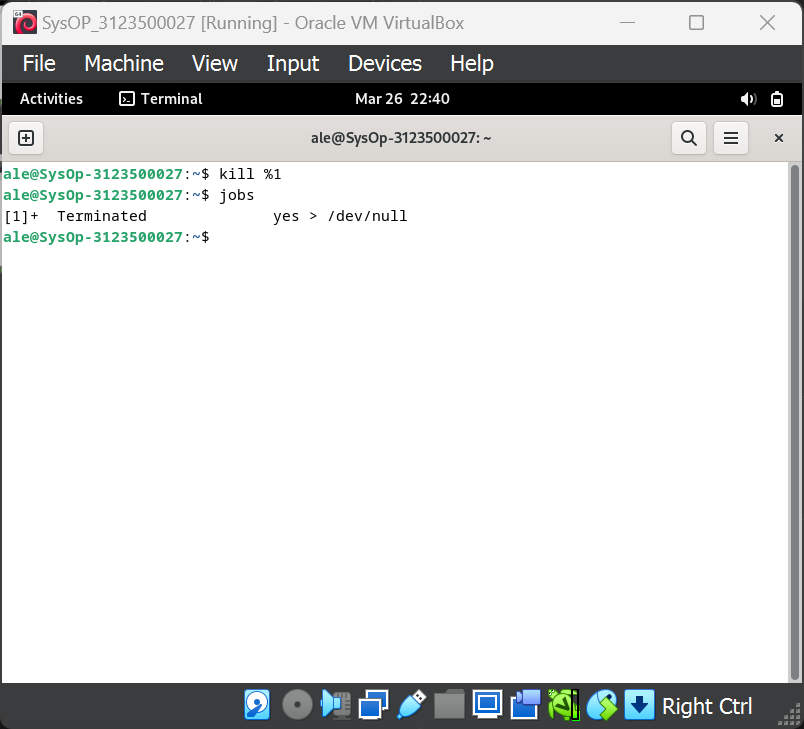 SysOP_3123500027 [Running] - Oracle VM VirtualBox
File Machine View Input Devices Help
Activities Terminal Mar 26 22:40
ale@SysOp-3123500027: ~
ale@SysOp-3123500027:~$ kill %1
ale@SysOp-3123500027:~$ jobs
[1]+  Terminated              yes > /dev/null
ale@SysOp-3123500027:~$
Right Ctrl